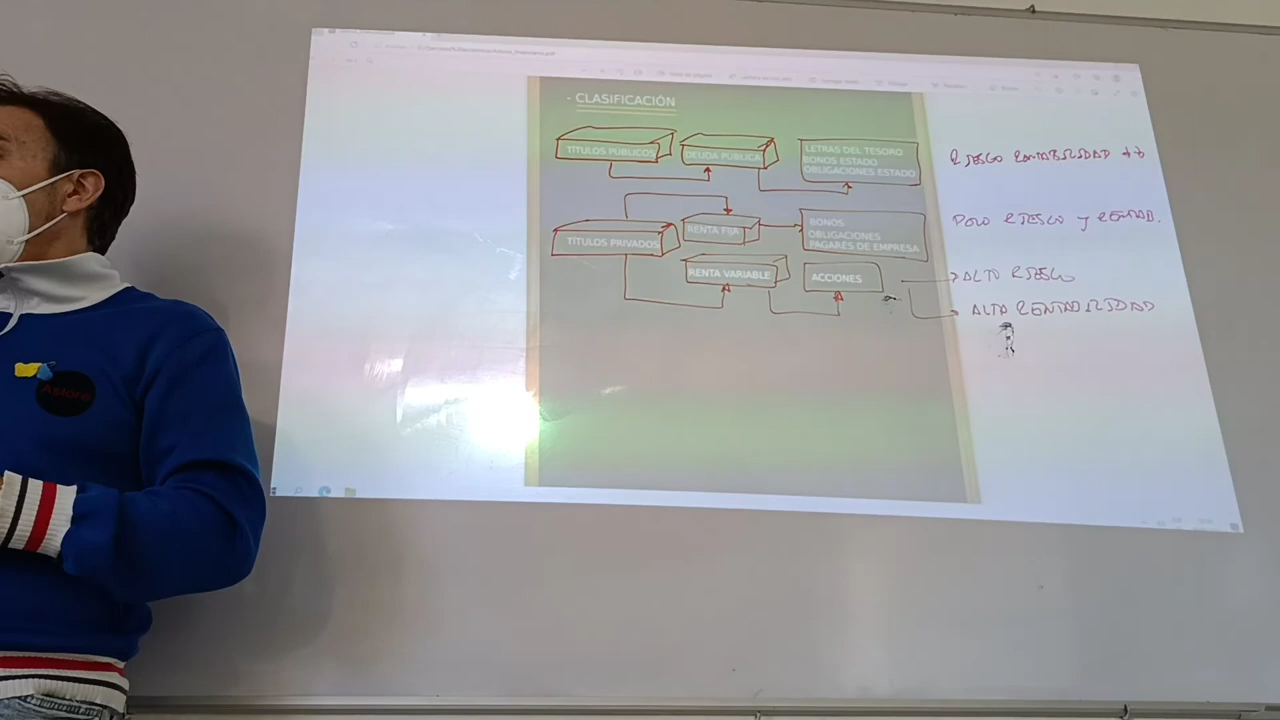 - CLASIFICACIÓN
TÍTULOS PÚBLICOS
DEUDA PÚBLICA
LETRAS DEL TESORO
BONOS ESTADO
OBLIGACIONES ESTADO
RIESGO RENTABILIDAD
TÍTULOS PRIVADOS
RENTA FIJA
BONOS
OBLIGACIONES
PAGARÉS DE EMPRESA
POCO RIESGO y RENTAB.
RENTA VARIABLE
ACCIONES
ALTO RIESGO
ALTA RENTABILIDAD
Astore